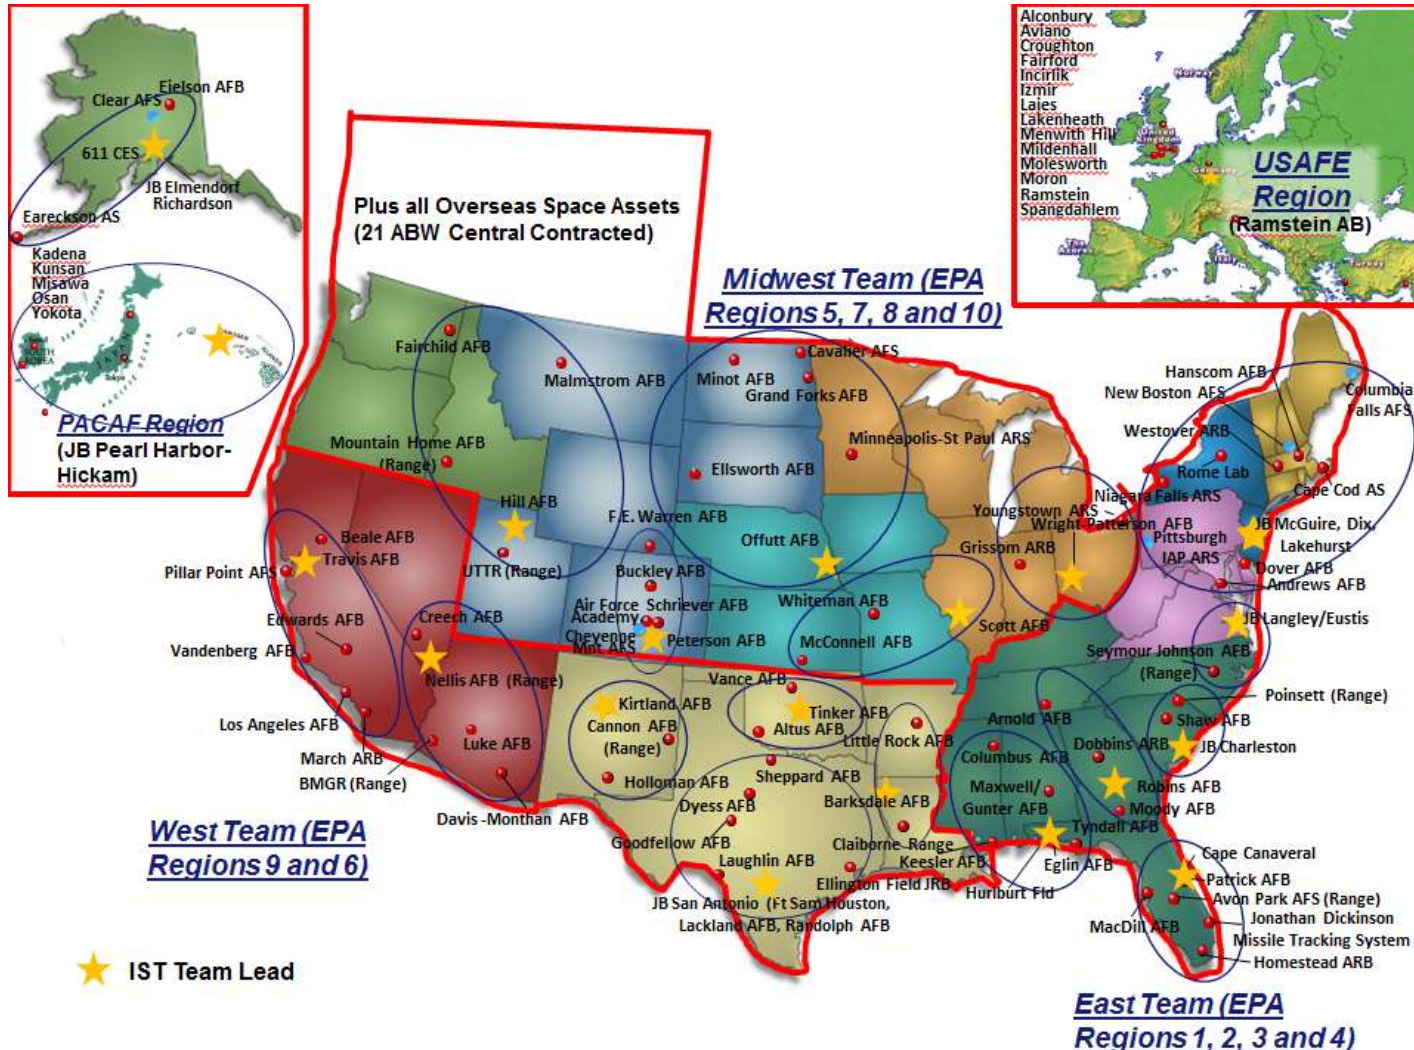 Eielson AFB
Clear AFS
611 CES
JB Elmendorf
Richardson
Eareckson AS
Kadena
Kunsan
Misawa
Osan
Yokota
Tokyo
PACAF Region
(JB Pearl Harbor-
Hickam)
Plus all Overseas Space Assets
(21 ABW Central Contracted)
Alconbury
Aviano
Croughton
Fairford
Incirlik
Izmir
Lajes
Lakenheath
Menwith Hill
Mildenhall
Molesworth
Moron
Ramstein
Spangdahlem
Norway
United
Kingdom
Germany
The
Azores
Italy
Turkey
USAFE
Region
(Ramstein AB)
Midwest Team (EPA
Regions 5, 7, 8 and 10)
Fairchild AFB
Malmstrom AFB
Minot AFB
Cavalier AFS
Grand Forks AFB
Hanscom AFB
New Boston AFS
Columbia
Falls AFS
Mountain Home AFB
(Range)
Ellsworth AFB
Minneapolis-St Paul ARS
Westover ARB
Rome Lab
Cape Cod AS
Niagara Falls ARS
Hill AFB
F.E. Warren AFB
Youngstown ARS
Wright-Patterson AFB
Pittsburgh
IAP ARS
JB McGuire, Dix,
Lakehurst
Beale AFB
Travis AFB
Pillar Point AFS
UTTR (Range)
Offutt AFB
Grissom ARB
Dover AFB
Andrews AFB
Buckley AFB
Air Force
Academy
Schriever AFB
Cheyenne
Mnt AFS
Peterson AFB
Whiteman AFB
McConnell AFB
Scott AFB
JB Langley/Eustis
Edwards AFB
Creech AFB
Vandenberg AFB
Nellis AFB (Range)
Seymour Johnson AFB
(Range)
Los Angeles AFB
Luke AFB
Kirtland AFB
Cannon AFB
(Range)
Vance AFB
Tinker AFB
Altus AFB
Little Rock AFB
Arnold AFB
Poinsett (Range)
Shaw AFB
JB Charleston
March ARB
BMGR (Range)
Holloman AFB
Sheppard AFB
Columbus AFB
Dobbins ARB
Davis -Monthan AFB
Dyess AFB
Barksdale AFB
Maxwell/
Gunter AFB
Robins AFB
Moody AFB
Goodfellow AFB
Claiborne Range
Tyndall AFB
Laughlin AFB
Keesler AFB
Eglin AFB
Cape Canaveral
Ellington Field JRB
Hurlburt Fld
Patrick AFB
JB San Antonio (Ft Sam Houston,
Lackland AFB, Randolph AFB
MacDill AFB
Avon Park AFS (Range)
Jonathan Dickinson
Missile Tracking System
Homestead ARB
West Team (EPA
Regions 9 and 6)
IST Team Lead
East Team (EPA
Regions 1, 2, 3 and 4)